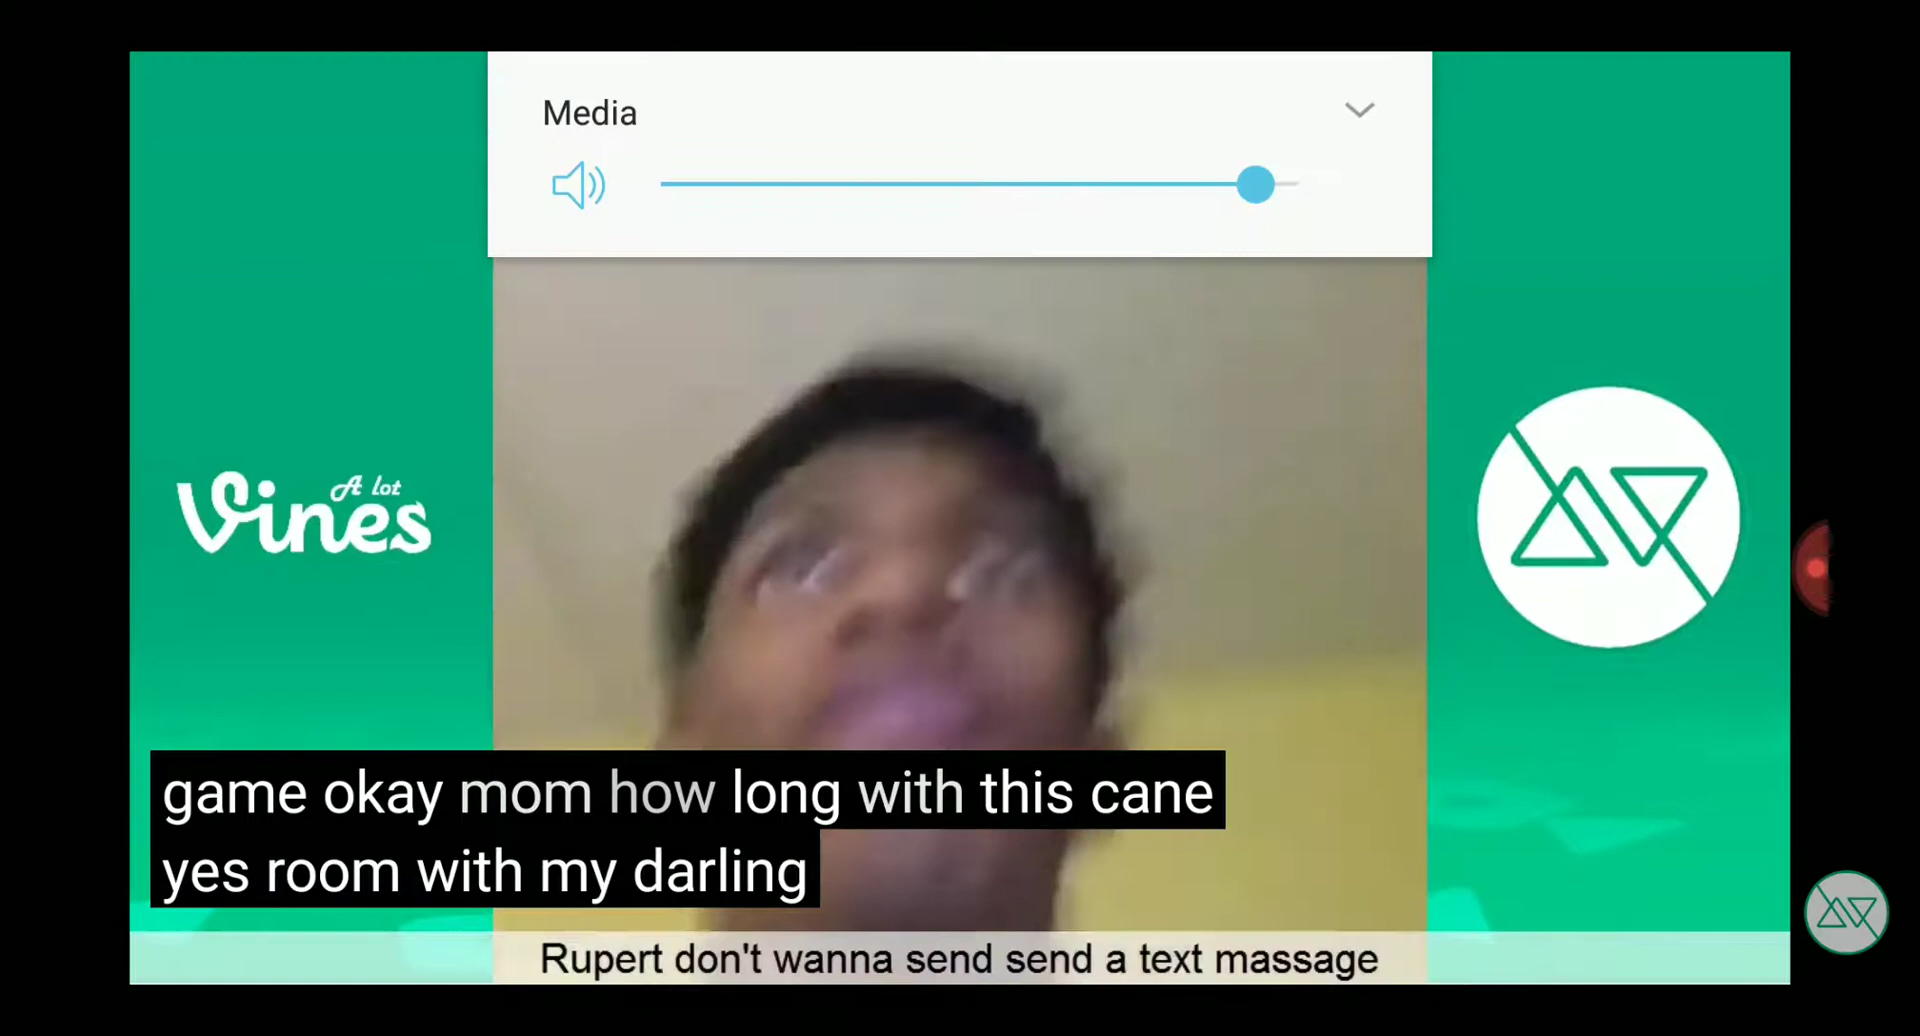 Media
A lot
Vines
game okay mom how long with this cane
yes room with my darling
Rupert don't wanna send send a text massage